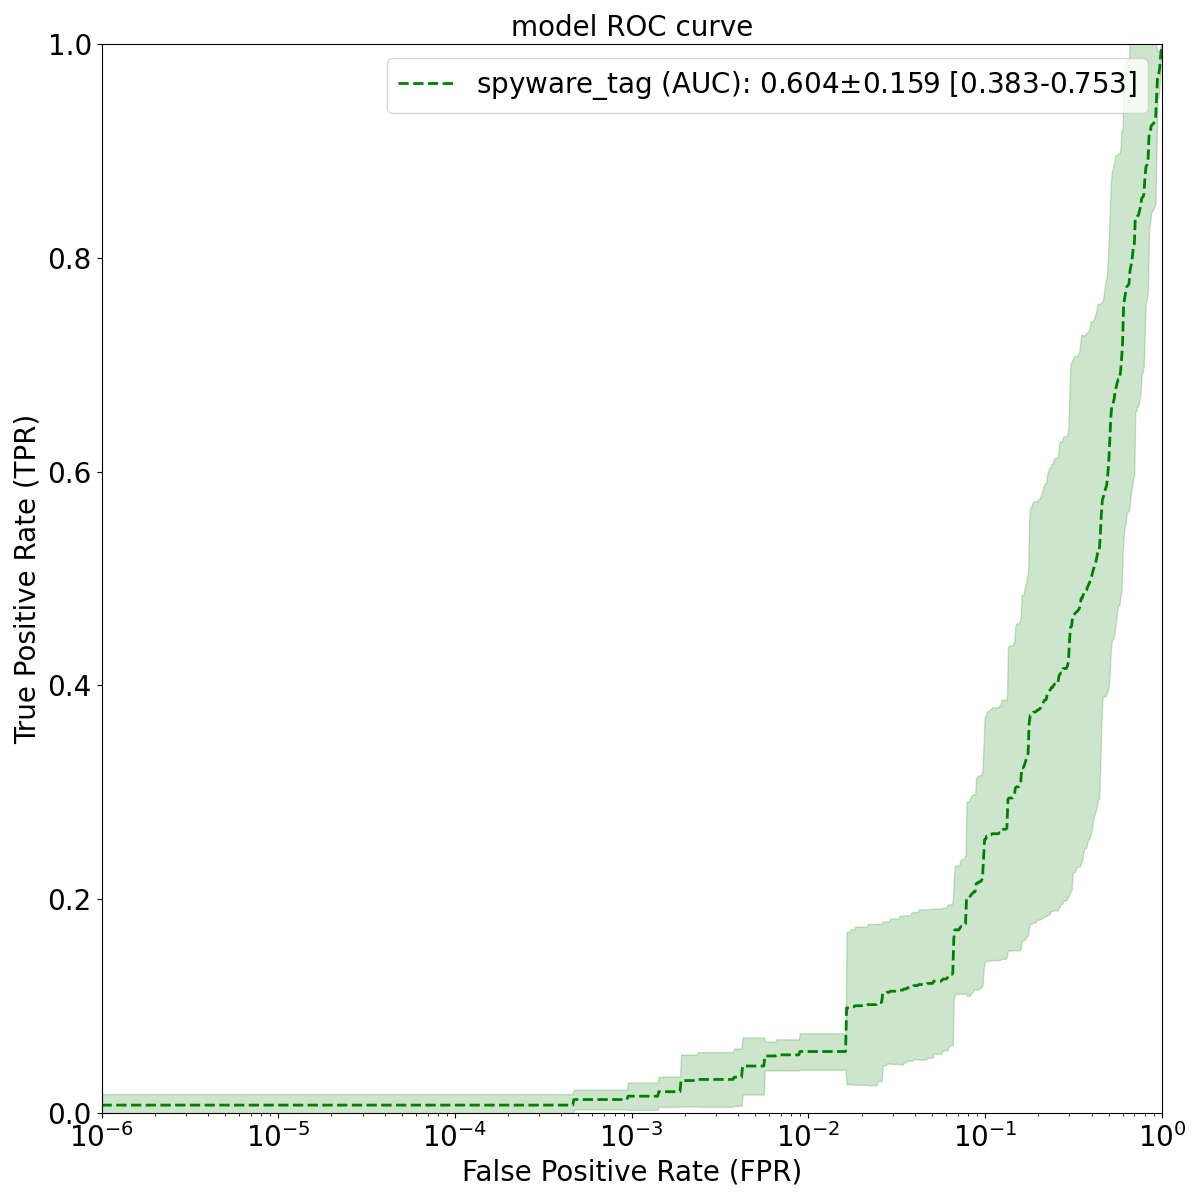 model ROC curve
spyware_tag (AUC): 0.604±0.159 [0.383-0.753]
1.0
0.8
0.6
0.4
0.2
0.0
True Positive Rate (TPR)
10⁻⁶ 10⁻⁵ 10⁻⁴ 10⁻³ 10⁻² 10⁻¹ 10⁰
False Positive Rate (FPR)